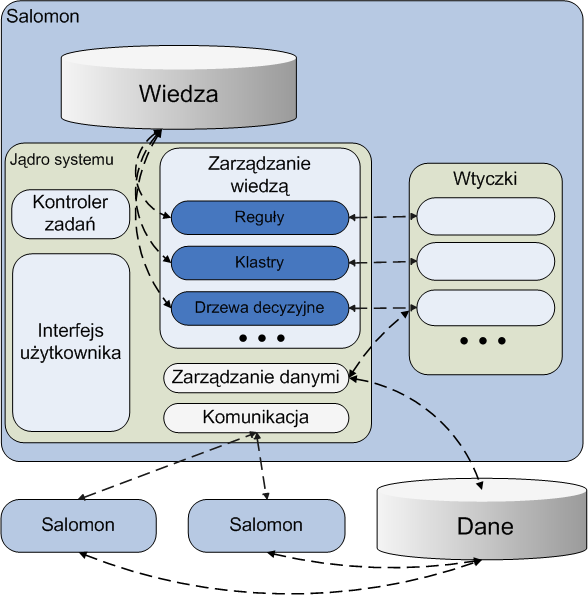 Salomon
Wiedza
Jądro systemu
Kontroler
zadań
Interfejs
użytkownika
Zarządzanie
wiedzą
Reguły
Klastry
Drzewa decyzyjne
Zarządzanie danymi
Komunikacja
Wtyczki
Salomon
Salomon
Dane